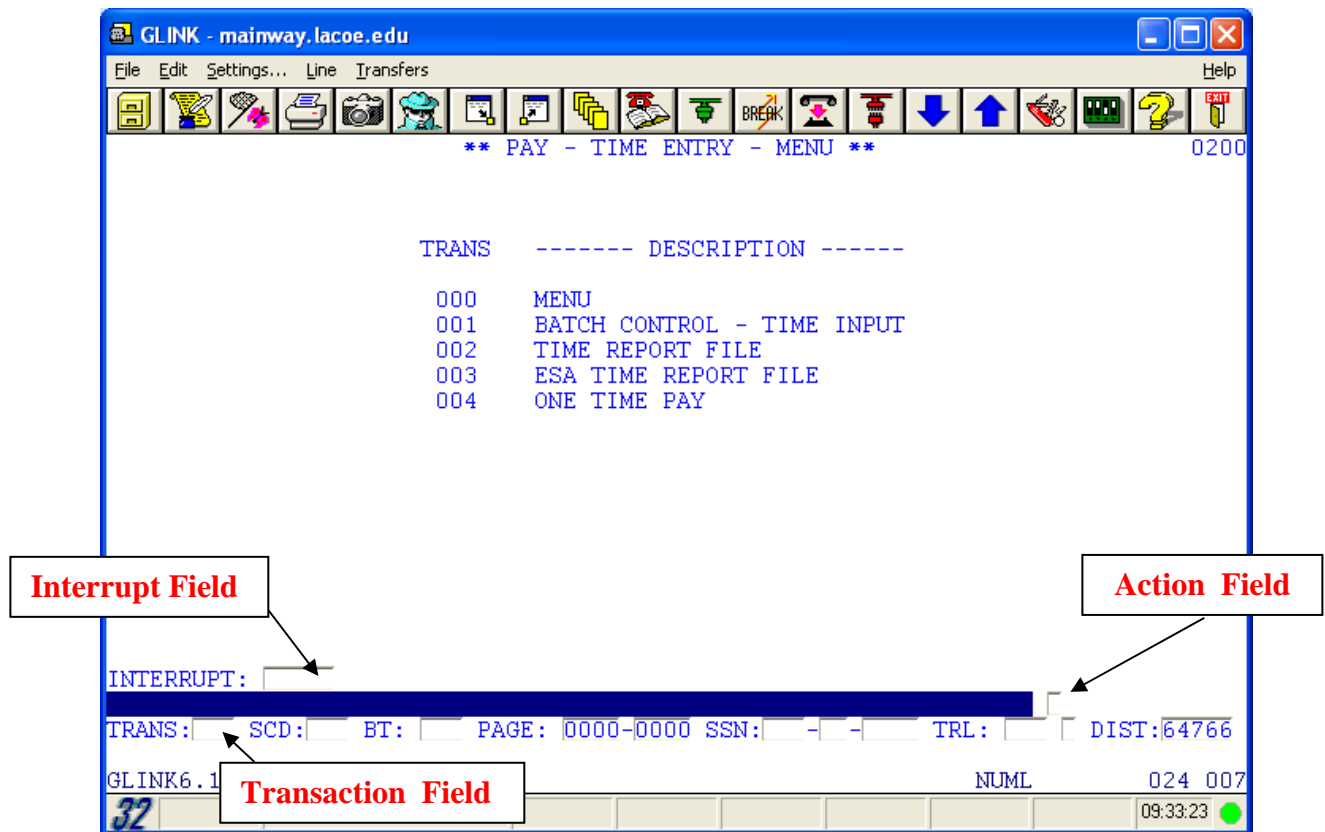 GLINK - mainway.lacoe.edu
File Edit Settings... Line Transfers Help
BREAK EXIT
** PAY - TIME ENTRY - MENU ** 0200
TRANS ------- DESCRIPTION ------
000 MENU
001 BATCH CONTROL - TIME INPUT
002 TIME REPORT FILE
003 ESA TIME REPORT FILE
004 ONE TIME PAY
Interrupt Field
Action Field
INTERRUPT:
TRANS: SCD: BT: PAGE: 0000-0000 SSN: - - TRL: DIST:64766
GLINK6.1 NUML 024 007
Transaction Field
32 09:33:23